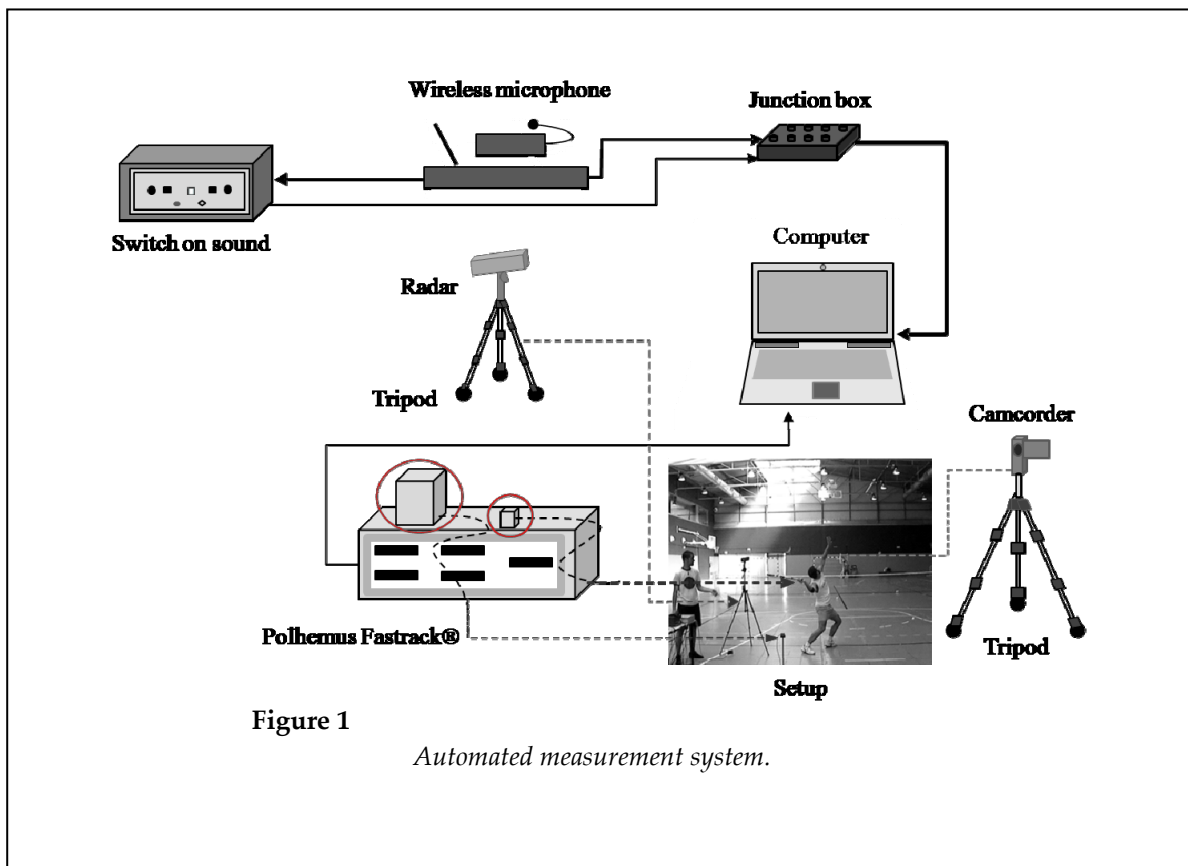 Wireless microphone
Junction box
Switch on sound
Computer
Radar
Tripod
Camcorder
Polhemus Fastrack®
Tripod
Setup
Figure 1
Automated measurement system.